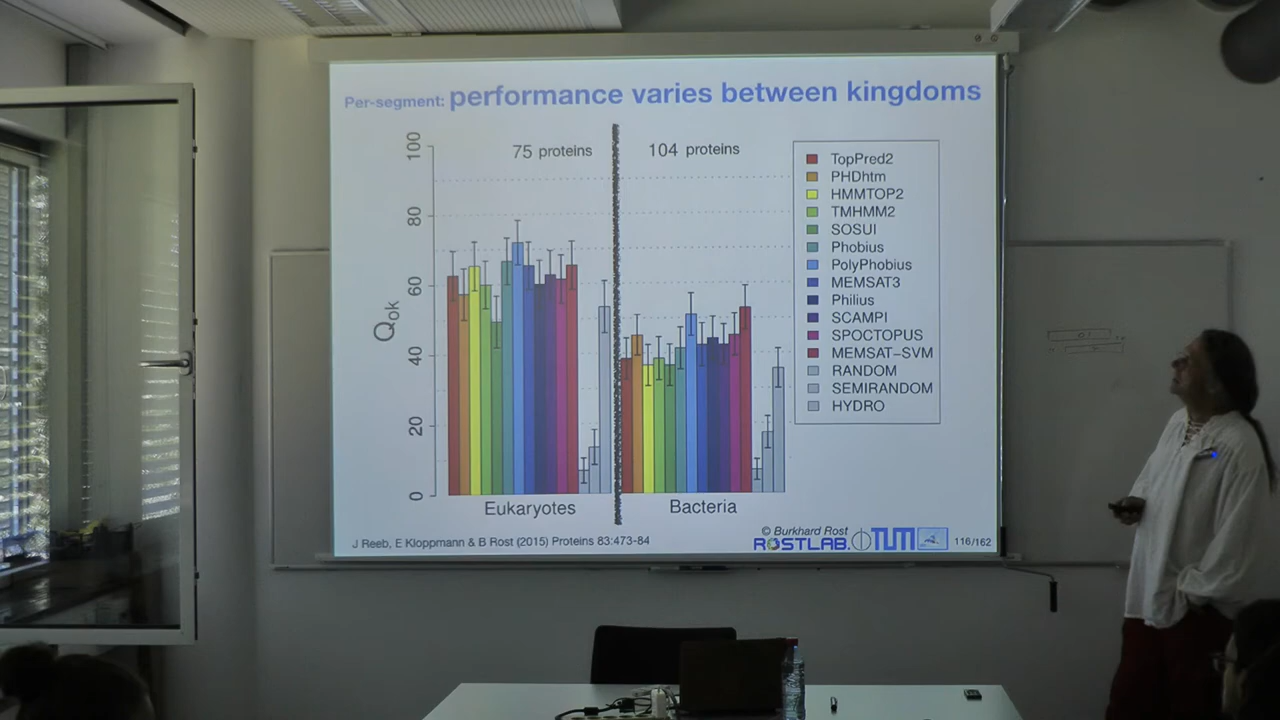 Per-segment: performance varies between kingdoms
75 proteins
104 proteins
100
80
60
40
20
0
Qok
Eukaryotes
Bacteria
TopPred2
PHDhtm
HMMTOP2
TMHMM2
SOSUI
Phobius
PolyPhobius
MEMSAT3
Philius
SCAMPI
SPOCTOPUS
MEMSAT-SVM
RANDOM
SEMIRANDOM
HYDRO
J Reeb, E Kloppmann & B Rost (2015) Proteins 83:473-84
© Burkhard Rost
ROSTLAB.
TUM
116/162